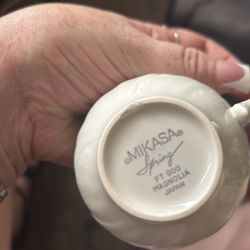 ©MIKASA®
Spring
FT 900
MAGNOLIA
JAPAN